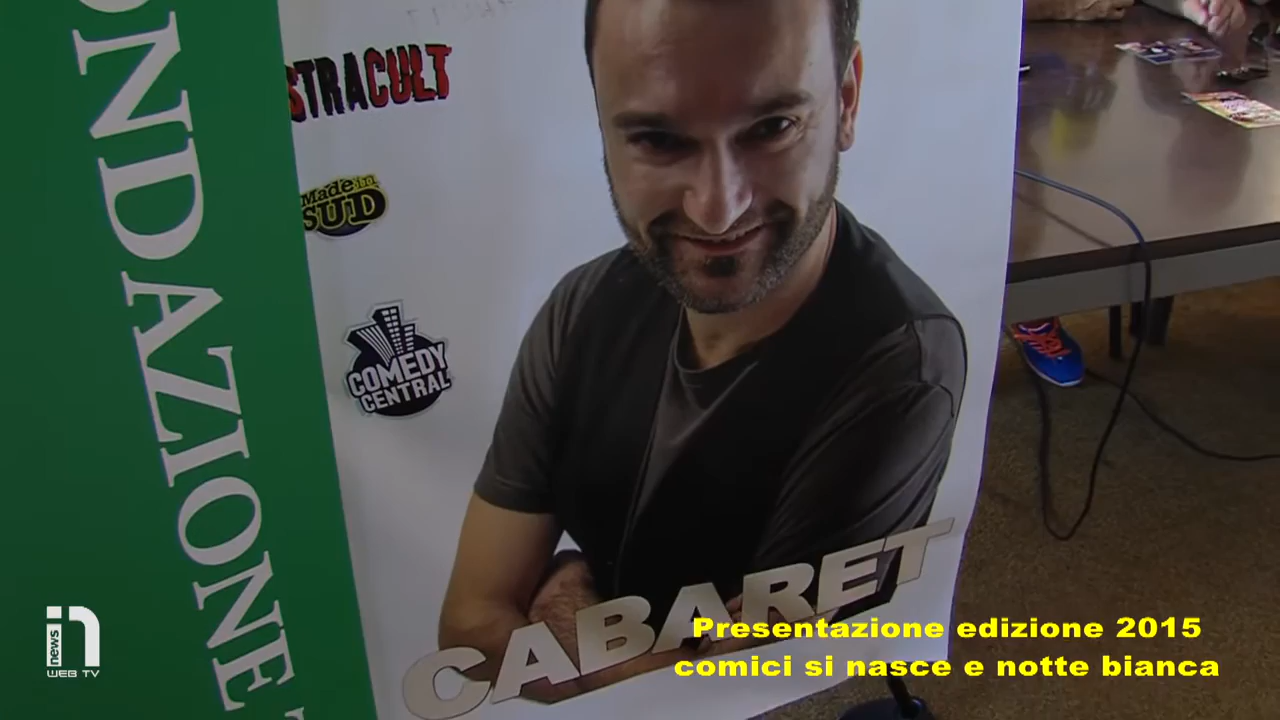 ONDAZIONE
STRACULT
Made in
SUD
COMEDY
CENTRAL
CABARET
Presentazione edizione 2015
comici si nasce e notte bianca
in
news
WEB TV